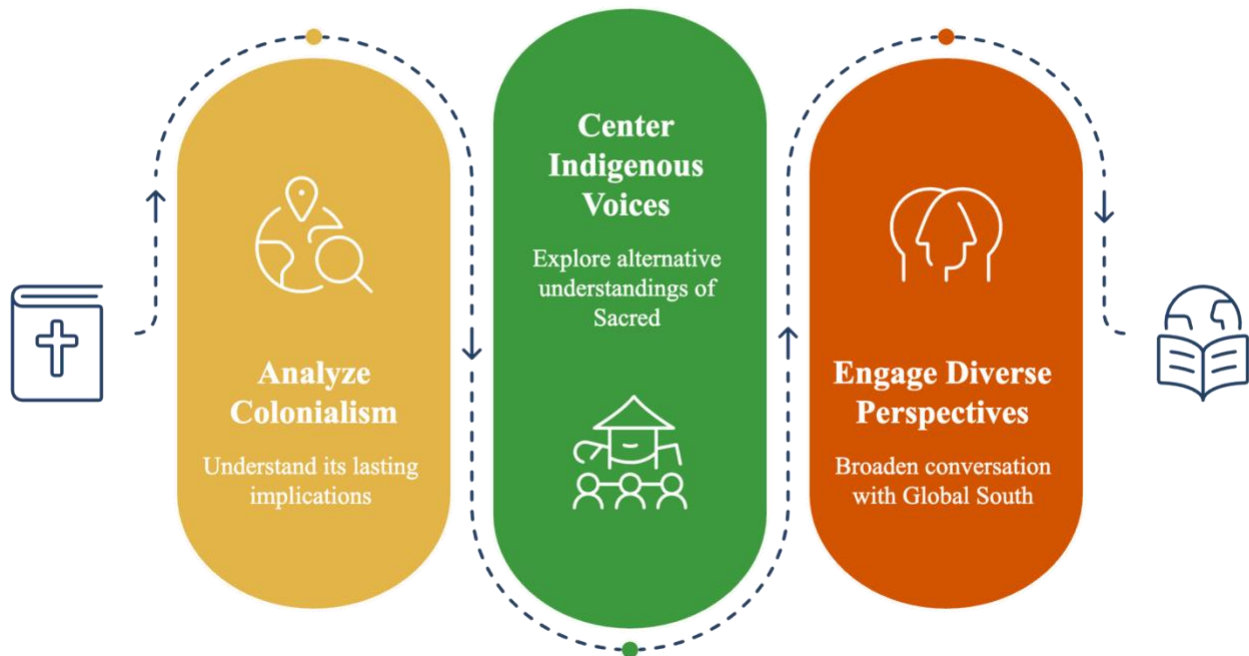 Analyze
Colonialism
Understand its lasting
implications
Center
Indigenous
Voices
Explore alternative
understandings of
Sacred
Engage Diverse
Perspectives
Broaden conversation
with Global South